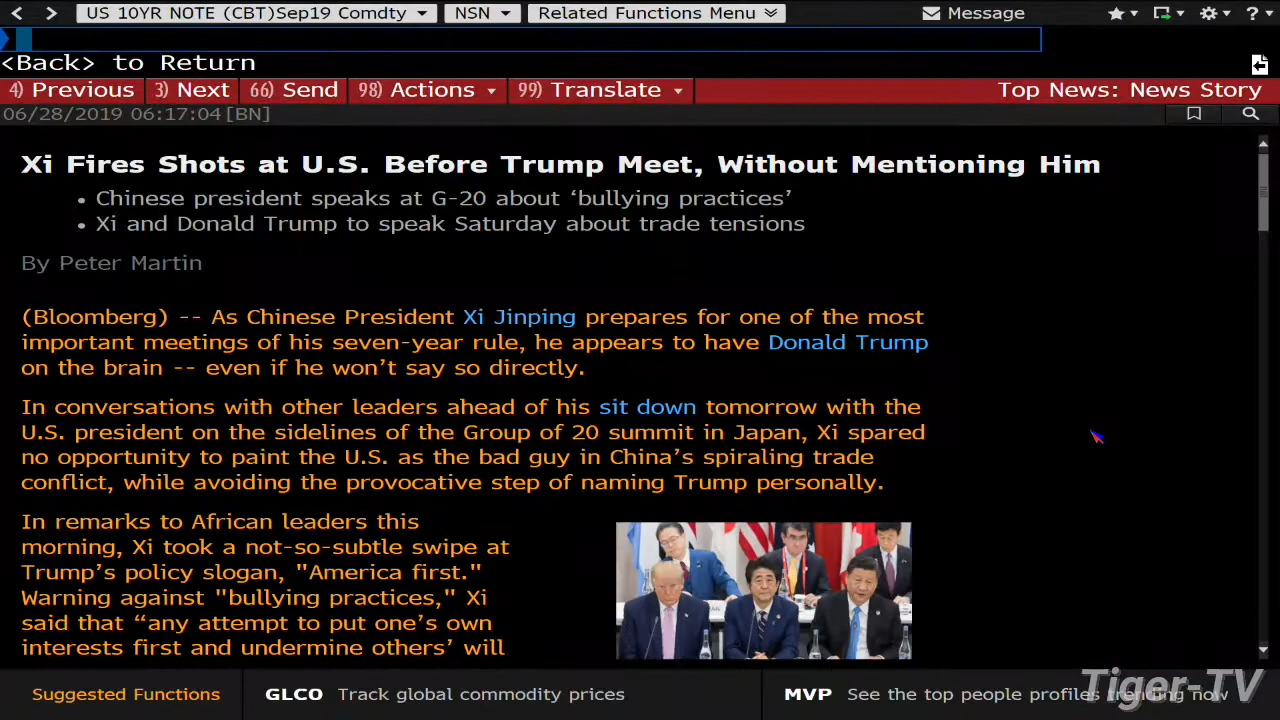 US 10YR NOTE (CBT)Sep19 Comdty NSN Related Functions Menu Message ?
<Back> to Return
4) Previous 3) Next 66) Send 98) Actions 99) Translate Top News: News Story
06/28/2019 06:17:04[BN]
Xi Fires Shots at U.S. Before Trump Meet, Without Mentioning Him
• Chinese president speaks at G-20 about ‘bullying practices’
• Xi and Donald Trump to speak Saturday about trade tensions
By Peter Martin
(Bloomberg) -- As Chinese President Xi Jinping prepares for one of the most
important meetings of his seven-year rule, he appears to have Donald Trump
on the brain -- even if he won’t say so directly.
In conversations with other leaders ahead of his sit down tomorrow with the
U.S. president on the sidelines of the Group of 20 summit in Japan, Xi spared
no opportunity to paint the U.S. as the bad guy in China’s spiraling trade
conflict, while avoiding the provocative step of naming Trump personally.
In remarks to African leaders this
morning, Xi took a not-so-subtle swipe at
Trump’s policy slogan, "America first."
Warning against "bullying practices," Xi
said that “any attempt to put one’s own
interests first and undermine others’ will
Suggested Functions GLCO Track global commodity prices MVP See the top people profiles trending now
Tiger-TV